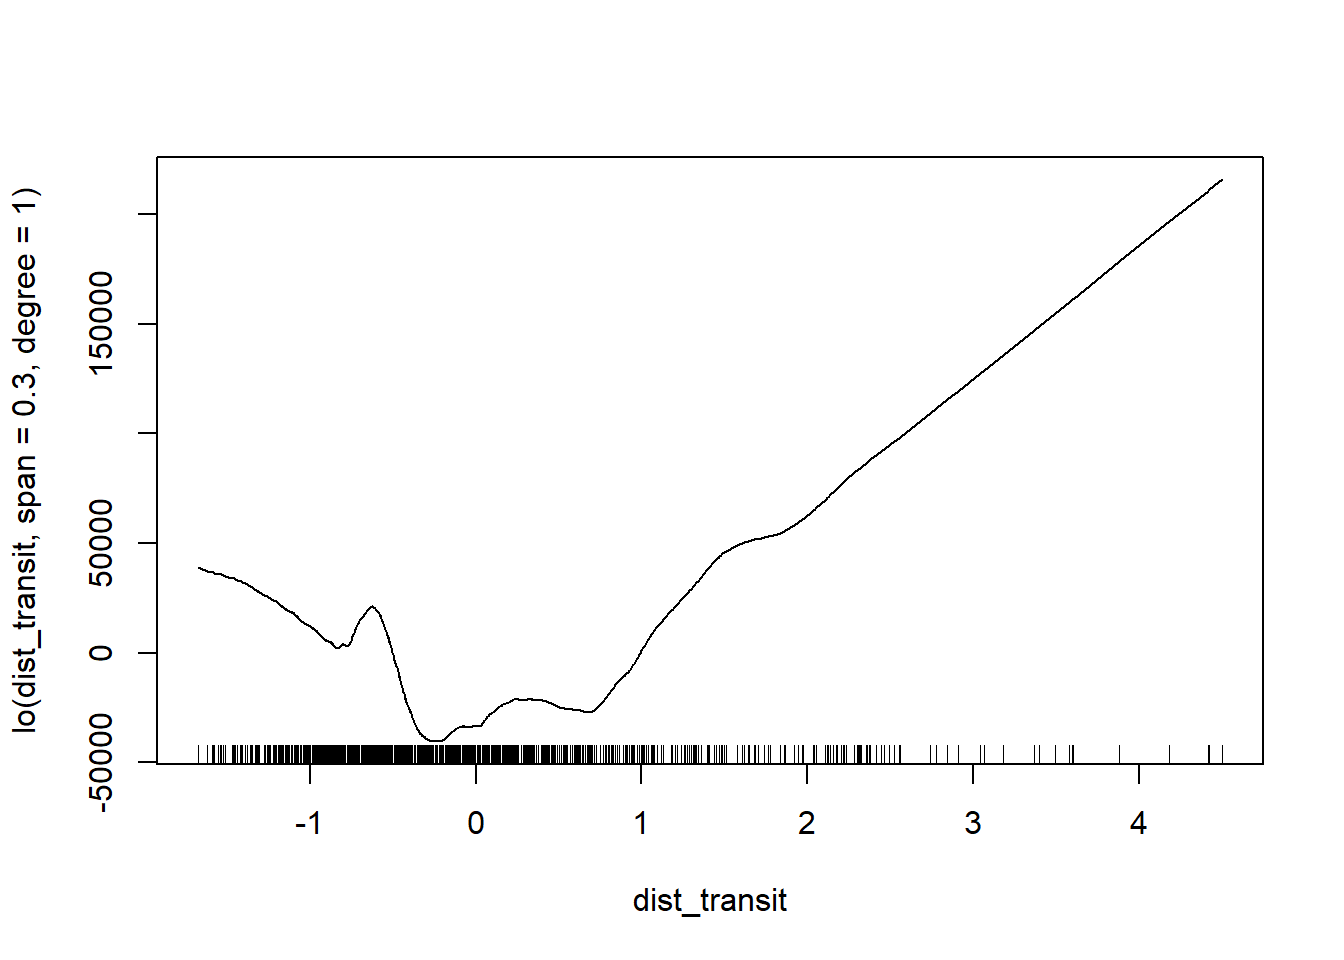 lo(dist_transit, span = 0.3, degree = 1)
150000
50000
0
-50000
-1 0 1 2 3 4
dist_transit